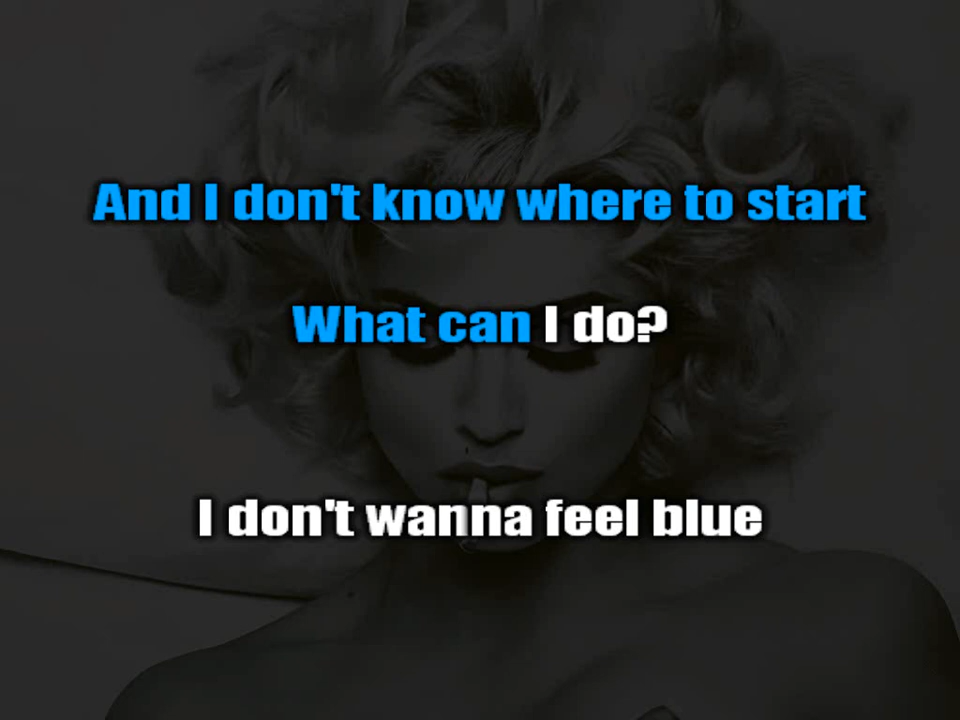 And I don't know where to start
What can I do?
I don't wanna feel blue